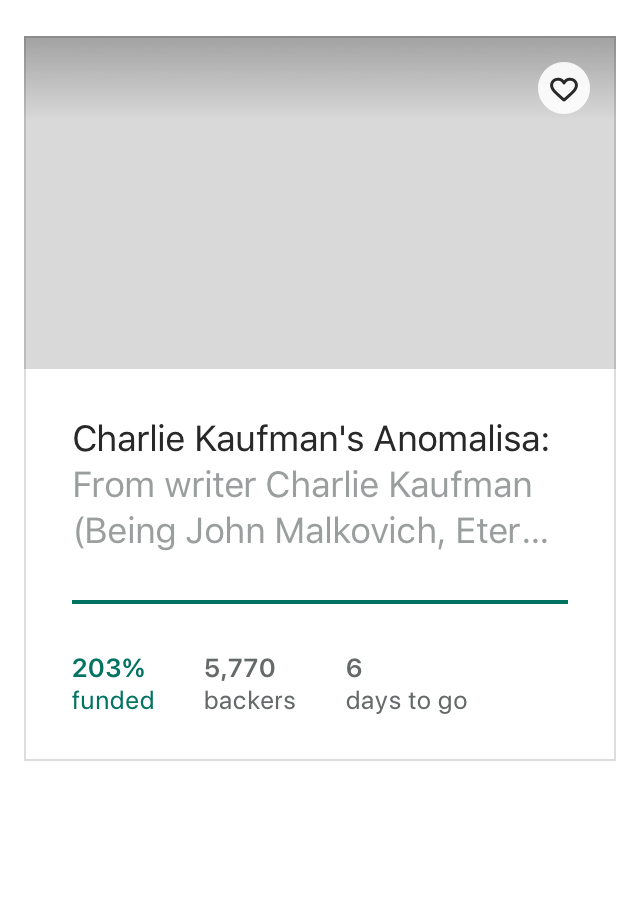 Charlie Kaufman's Anomalisa:
From writer Charlie Kaufman
(Being John Malkovich, Eter...
203% 5,770 6
funded backers days to go